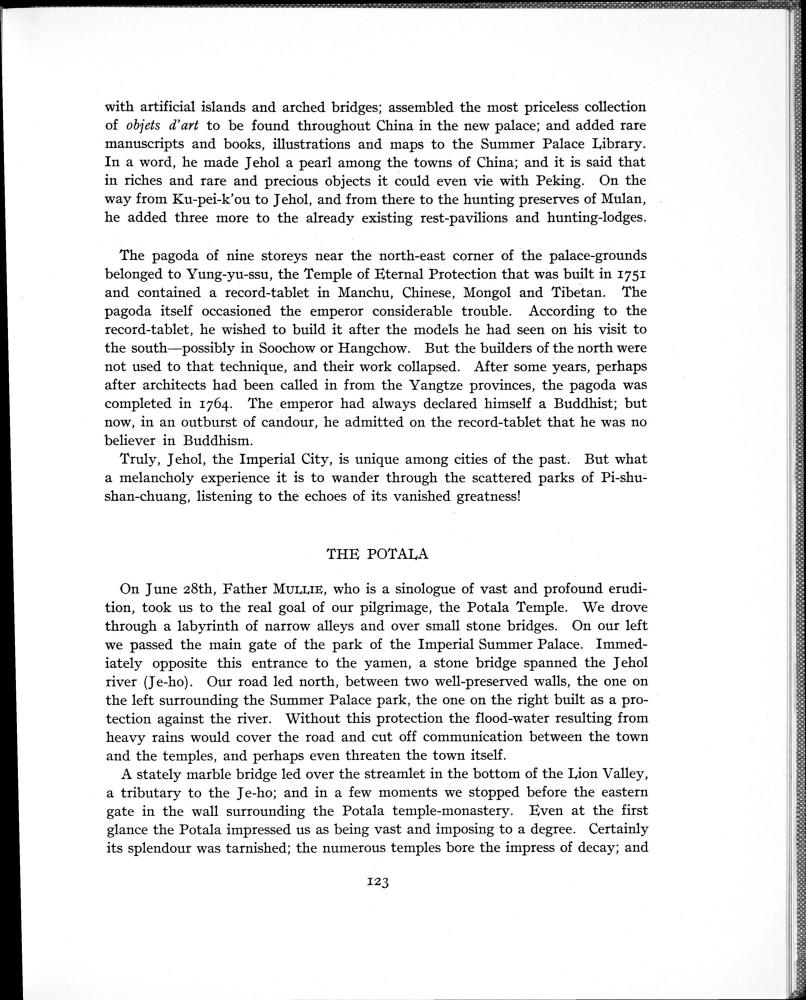 with artificial islands and arched bridges; assembled the most priceless collection
of objets d'art to be found throughout China in the new palace; and added rare
manuscripts and books, illustrations and maps to the Summer Palace Library.
In a word, he made Jehol a pearl among the towns of China; and it is said that
in riches and rare and precious objects it could even vie with Peking. On the
way from Ku-pei-k'ou to Jehol, and from there to the hunting preserves of Mulan,
he added three more to the already existing rest-pavilions and hunting-lodges.
The pagoda of nine storeys near the north-east corner of the palace-grounds
belonged to Yung-yu-ssu, the Temple of Eternal Protection that was built in 1751
and contained a record-tablet in Manchu, Chinese, Mongol and Tibetan. The
pagoda itself occasioned the emperor considerable trouble. According to the
record-tablet, he wished to build it after the models he had seen on his visit to
the south—possibly in Soochow or Hangchow. But the builders of the north were
not used to that technique, and their work collapsed. After some years, perhaps
after architects had been called in from the Yangtze provinces, the pagoda was
completed in 1764. The emperor had always declared himself a Buddhist; but
now, in an outburst of candour, he admitted on the record-tablet that he was no
believer in Buddhism.
Truly, Jehol, the Imperial City, is unique among cities of the past. But what
a melancholy experience it is to wander through the scattered parks of Pi-shu-
shan-chuang, listening to the echoes of its vanished greatness!
THE POTALA
On June 28th, Father MULLIE, who is a sinologue of vast and profound erudi-
tion, took us to the real goal of our pilgrimage, the Potala Temple. We drove
through a labyrinth of narrow alleys and over small stone bridges. On our left
we passed the main gate of the park of the Imperial Summer Palace. Immed-
iately opposite this entrance to the yamen, a stone bridge spanned the Jehol
river (Je-ho). Our road led north, between two well-preserved walls, the one on
the left surrounding the Summer Palace park, the one on the right built as a pro-
tection against the river. Without this protection the flood-water resulting from
heavy rains would cover the road and cut off communication between the town
and the temples, and perhaps even threaten the town itself.
A stately marble bridge led over the streamlet in the bottom of the Lion Valley,
a tributary to the Je-ho; and in a few moments we stopped before the eastern
gate in the wall surrounding the Potala temple-monastery. Even at the first
glance the Potala impressed us as being vast and imposing to a degree. Certainly
its splendour was tarnished; the numerous temples bore the impress of decay; and
123